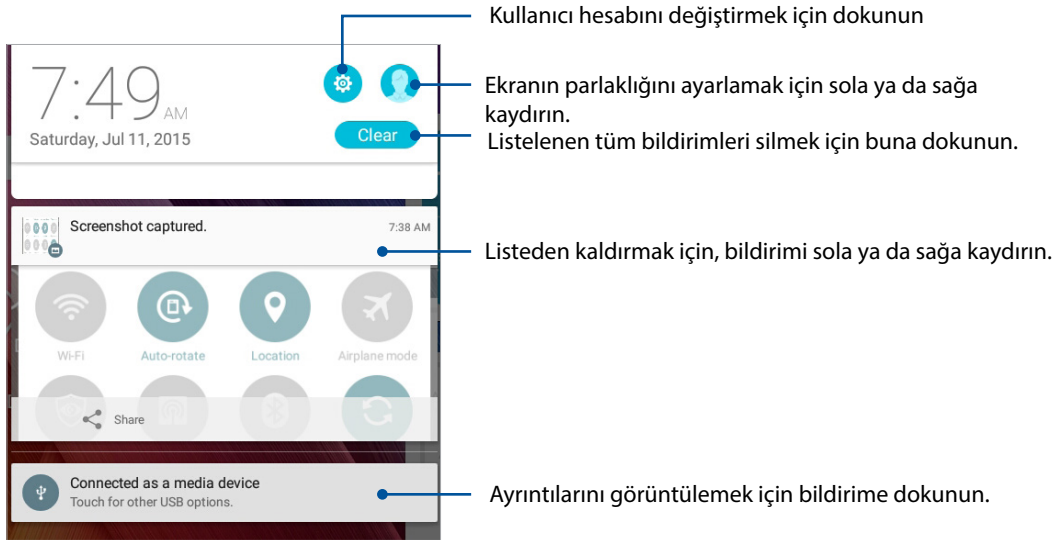 Kullanıcı hesabını değiştirmek için dokunun
7:49 AM
Ekranın parlaklığını ayarlamak için sola ya da sağa
kaydırın.
Saturday, Jul 11, 2015
Clear
Listelenen tüm bildirimleri silmek için buna dokunun.
Screenshot captured.
7:38 AM
Listeden kaldırmak için, bildirimi sola ya da sağa kaydırın.
Wi-Fi
Auto-rotate
Location
Airplane mode
Share
Connected as a media device
Touch for other USB options.
Ayrıntılarını görüntülemek için bildirime dokunun.